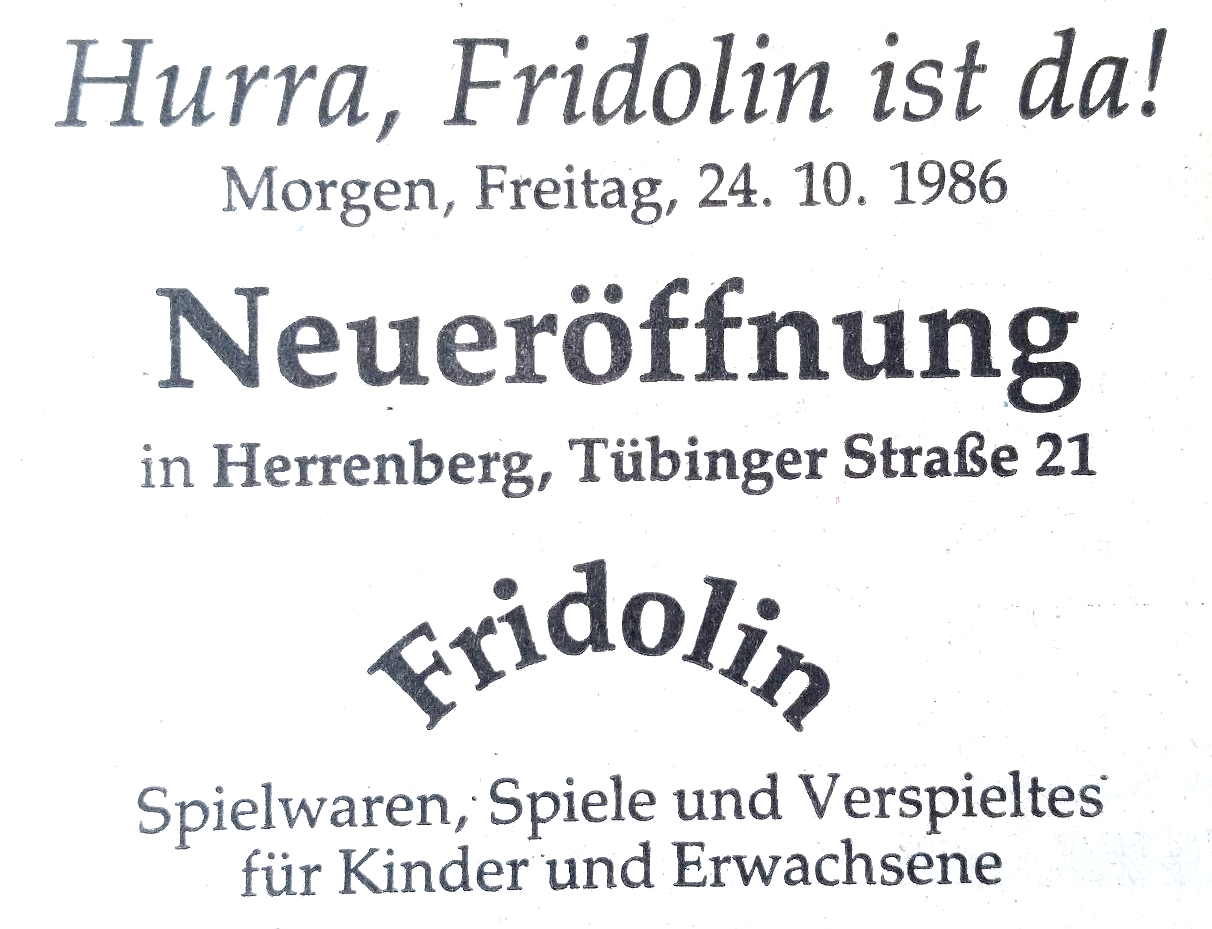 Hurra, Fridolin ist da!
Morgen, Freitag, 24. 10. 1986
Neueröffnung
in Herrenberg, Tübinger Straße 21
Fridolin
Spielwaren, Spiele und Verspieltes
für Kinder und Erwachsene